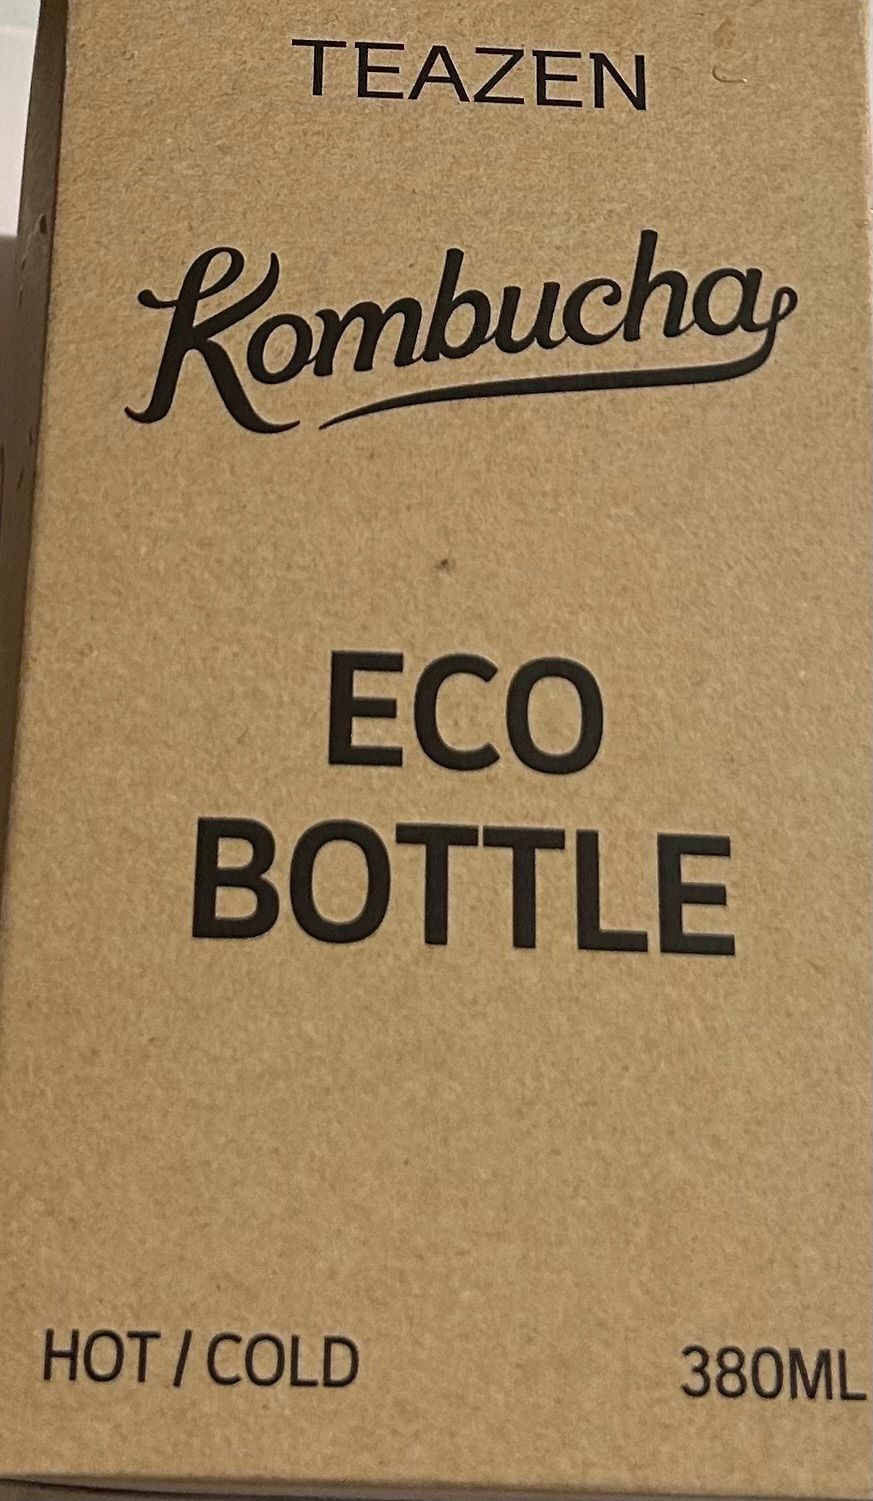 TEAZEN
Kombucha
ECO
BOTTLE
HOT / COLD
380ML